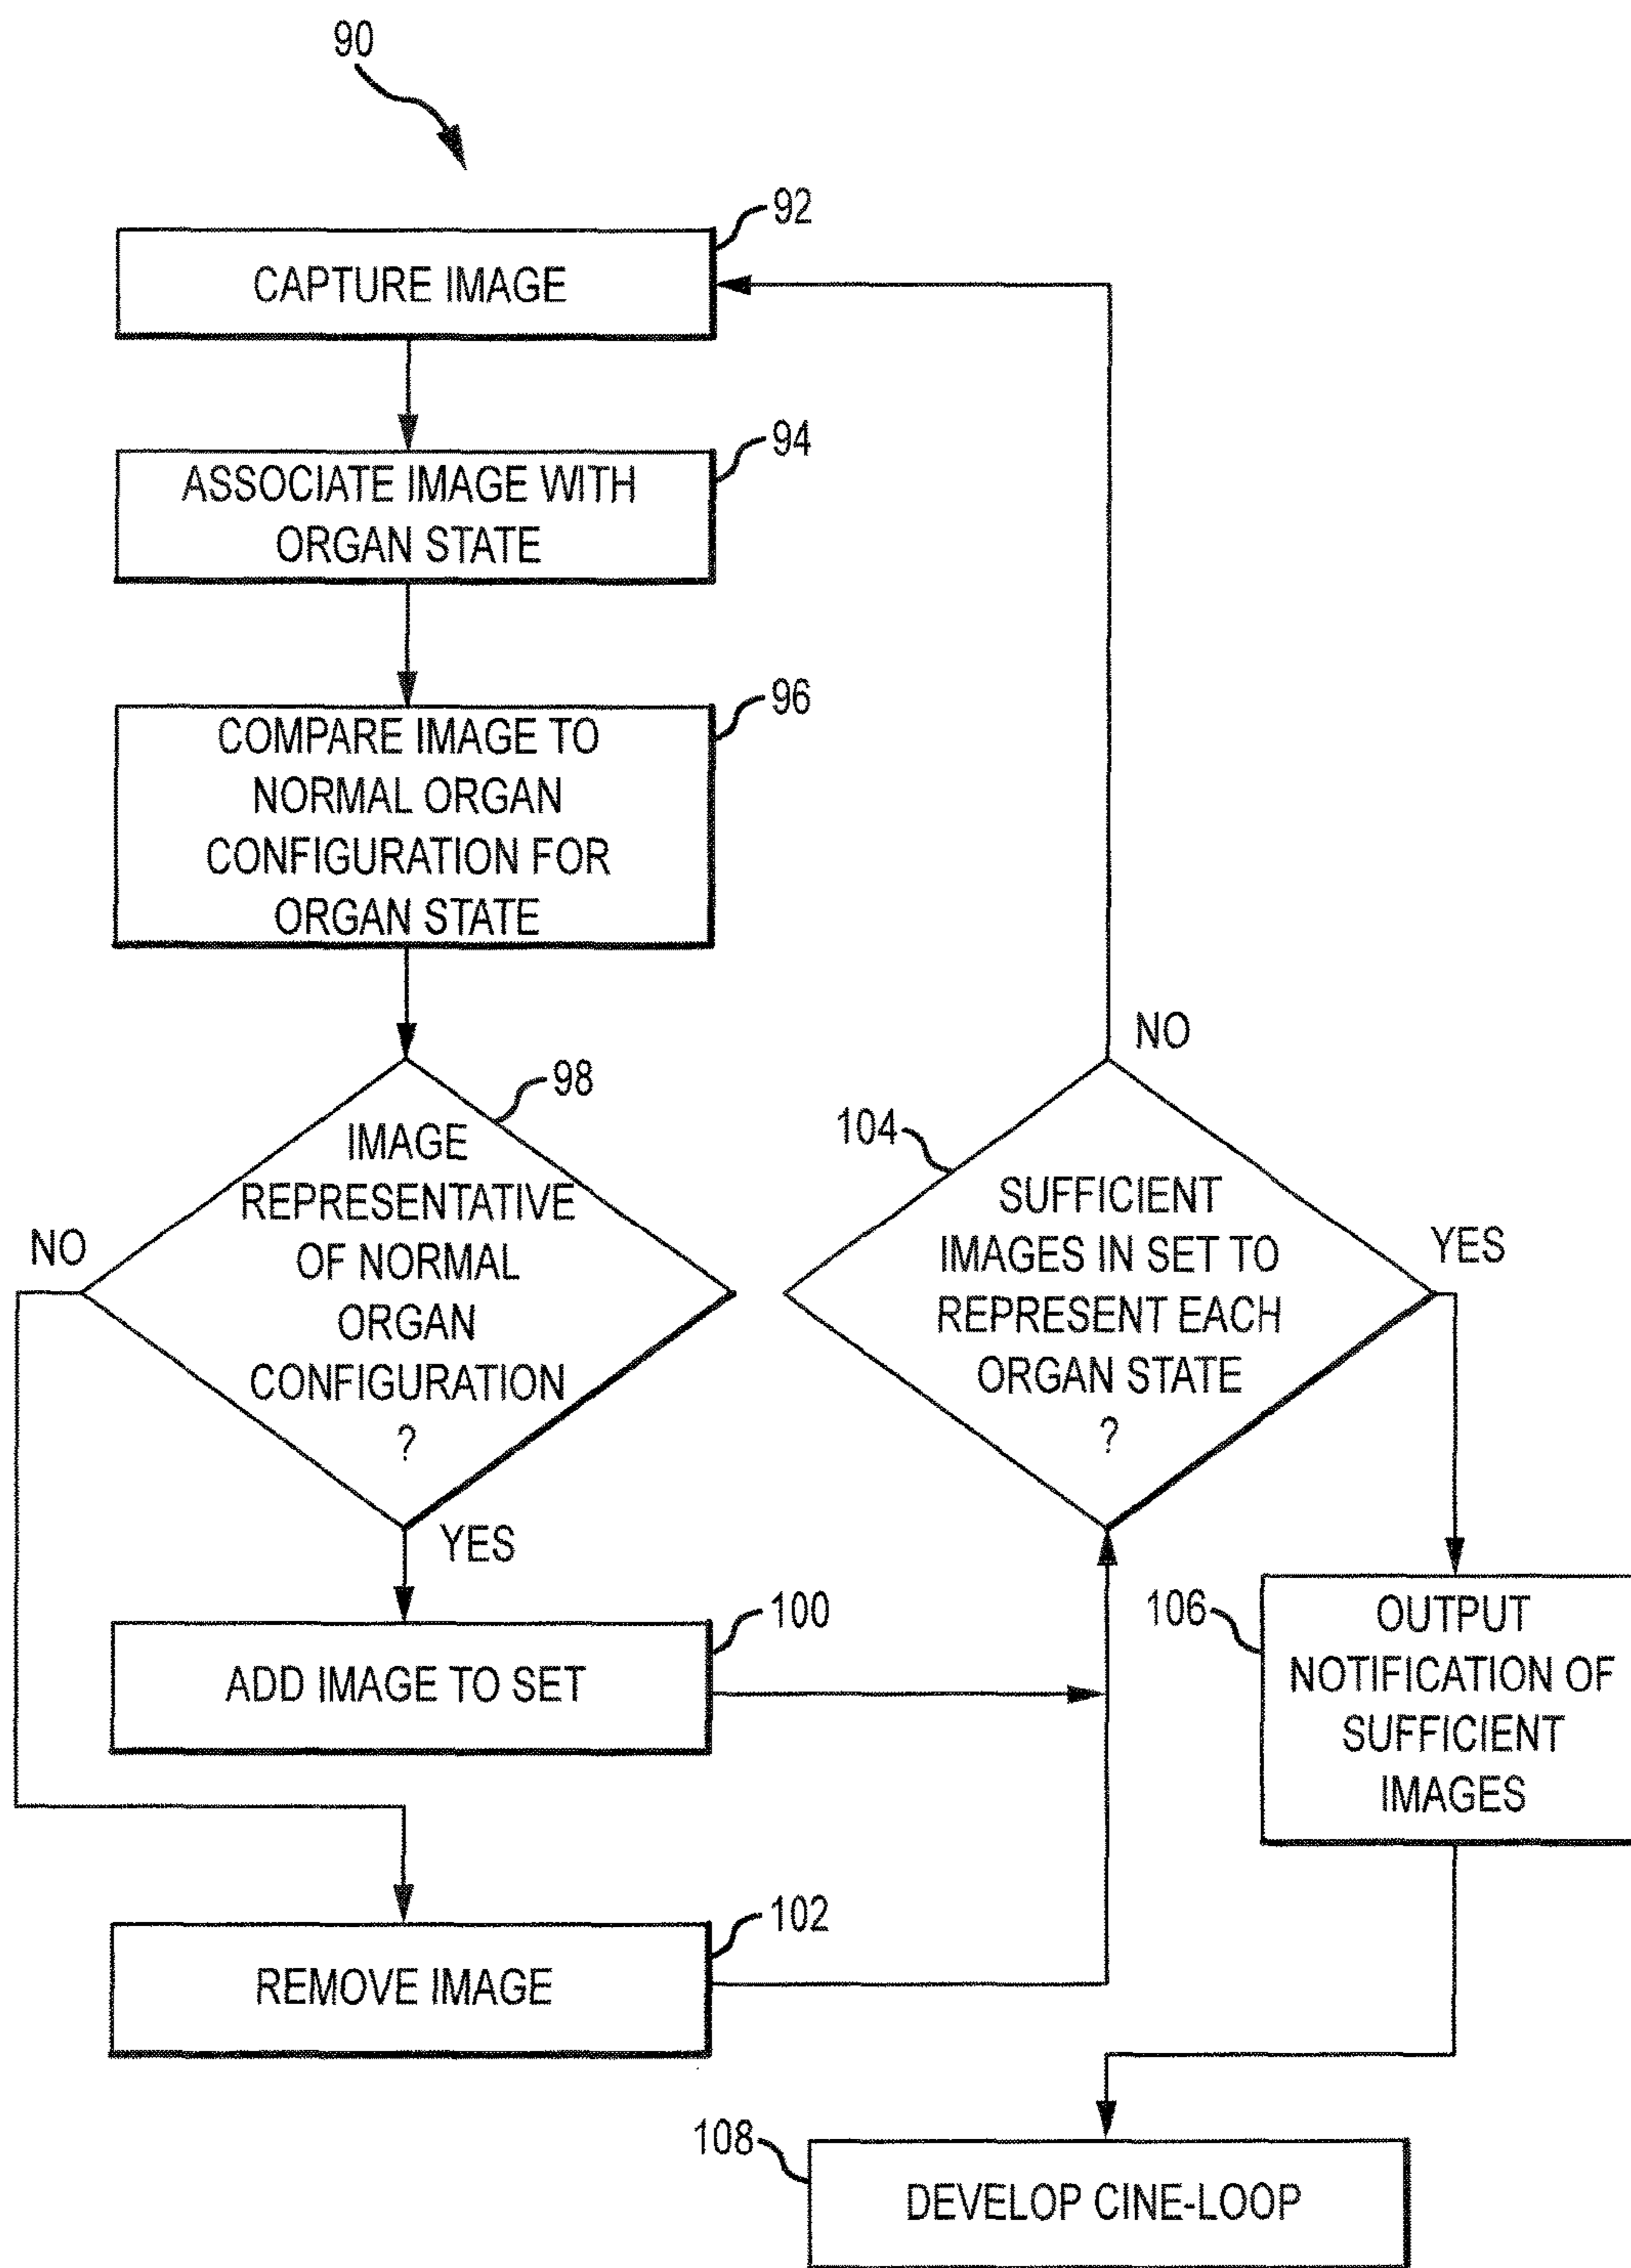 90
92
CAPTURE IMAGE
94
ASSOCIATE IMAGE WITH
ORGAN STATE
96
COMPARE IMAGE TO
NORMAL ORGAN
CONFIGURATION FOR
ORGAN STATE
98
IMAGE
REPRESENTATIVE
OF NORMAL
ORGAN
CONFIGURATION
?
NO
YES
100
ADD IMAGE TO SET
102
REMOVE IMAGE
104
SUFFICIENT
IMAGES IN SET TO
REPRESENT EACH
ORGAN STATE
?
NO
YES
106
OUTPUT
NOTIFICATION OF
SUFFICIENT
IMAGES
108
DEVELOP CINE-LOOP